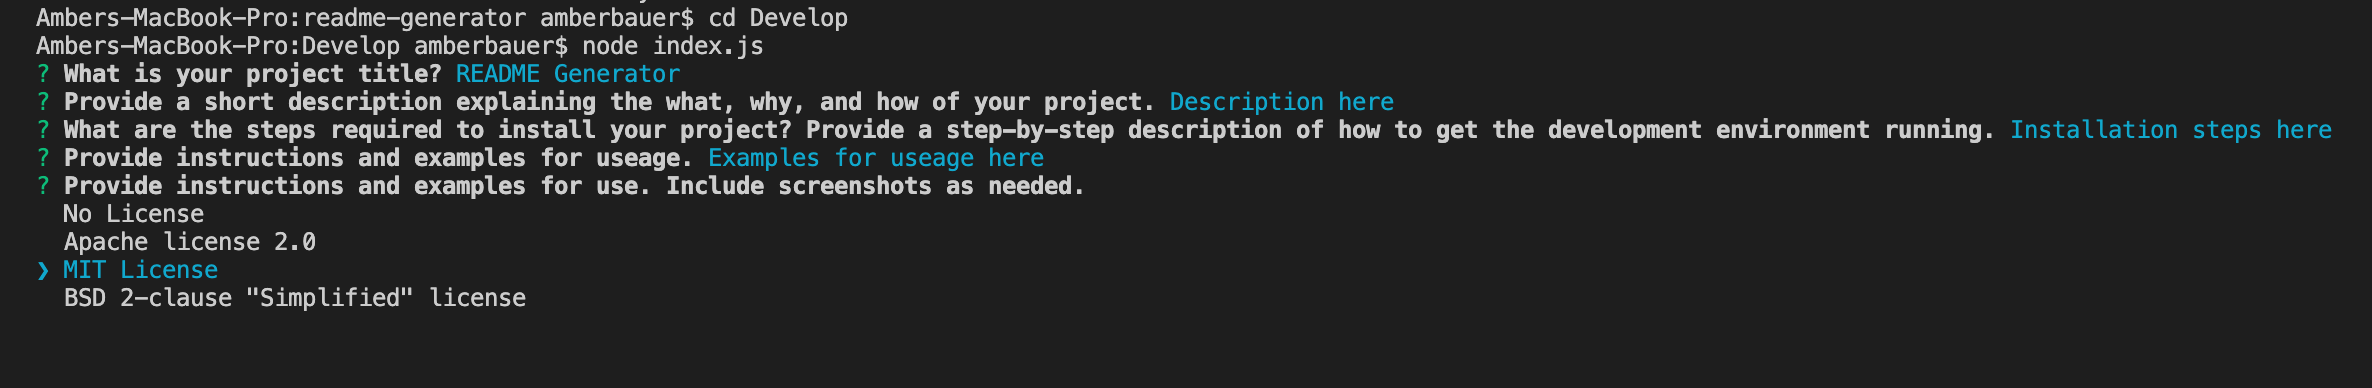 Ambers-MacBook-Pro:readme-generator amberbauer$ cd Develop
Ambers-MacBook-Pro:Develop amberbauer$ node index.js
? What is your project title? README Generator
? Provide a short description explaining the what, why, and how of your project. Description here
? What are the steps required to install your project? Provide a step-by-step description of how to get the development environment running. Installation steps here
? Provide instructions and examples for useage. Examples for useage here
? Provide instructions and examples for use. Include screenshots as needed.
No License
Apache license 2.0
❯ MIT License
BSD 2-clause "Simplified" license